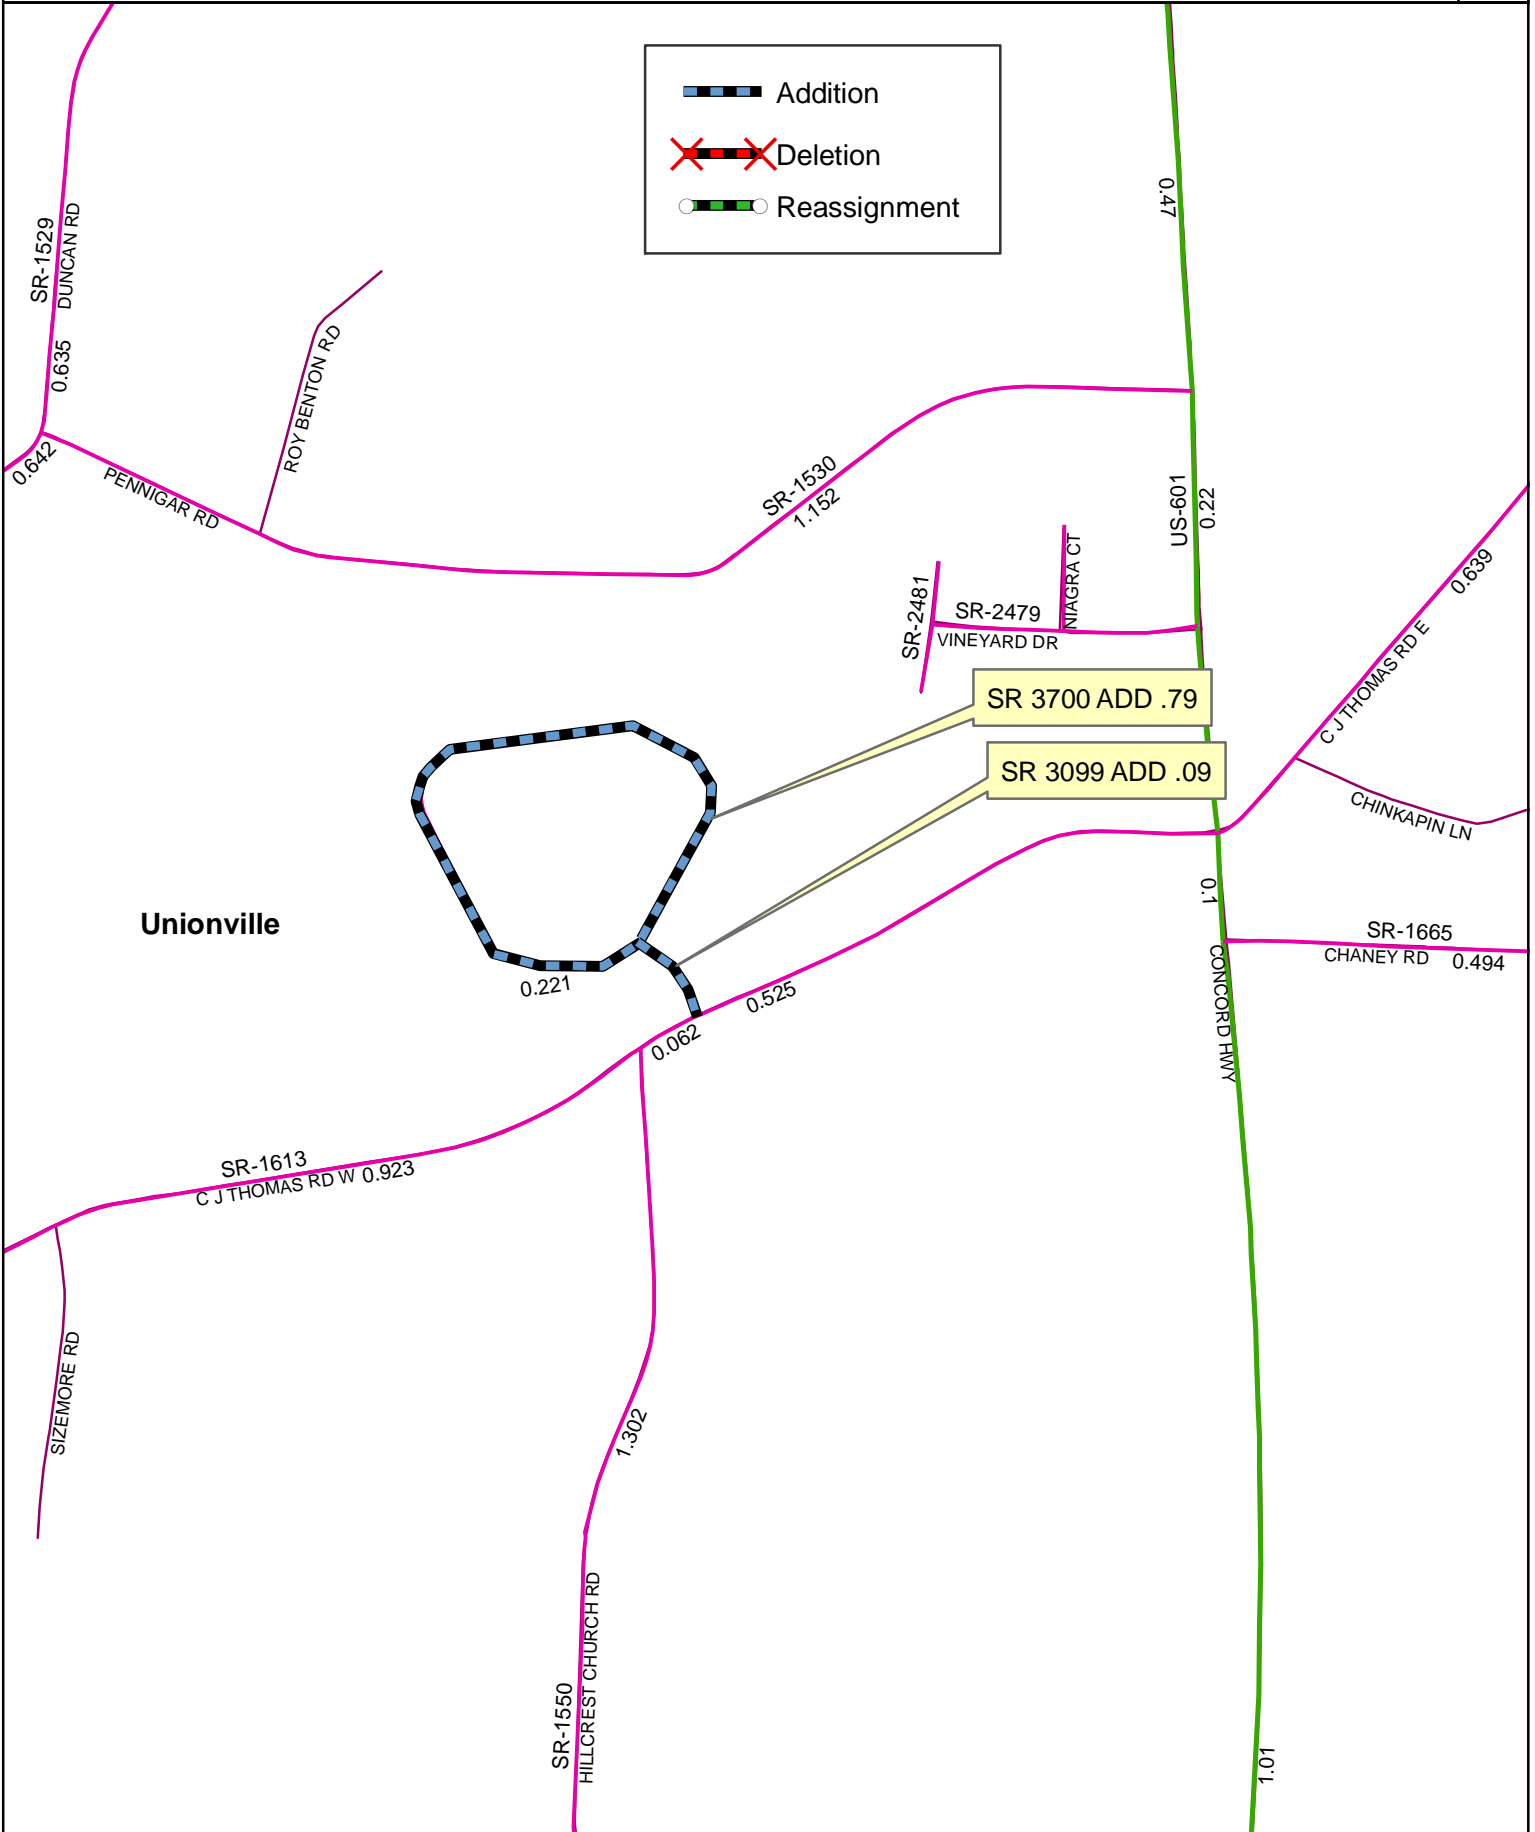 Addition
Deletion
Reassignment
0.47
SR-1529
DUNCAN RD
0.635
ROY BENTON RD
0.642
PENNIGAR RD
SR-1530
1.152
US-601
0.22
0.639
SR-2481
SR-2479
NIAGRA CT
VINEYARD DR
C J THOMAS RD E
SR 3700 ADD .79
SR 3099 ADD .09
CHINKAPIN LN
0.1
Unionville
SR-1665
CHANEY RD 0.494
CONCORD HWY
0.221
0.525
0.062
SR-1613
C J THOMAS RD W 0.923
SIZEMORE RD
1.302
SR-1550
HILLCREST CHURCH RD
1.01